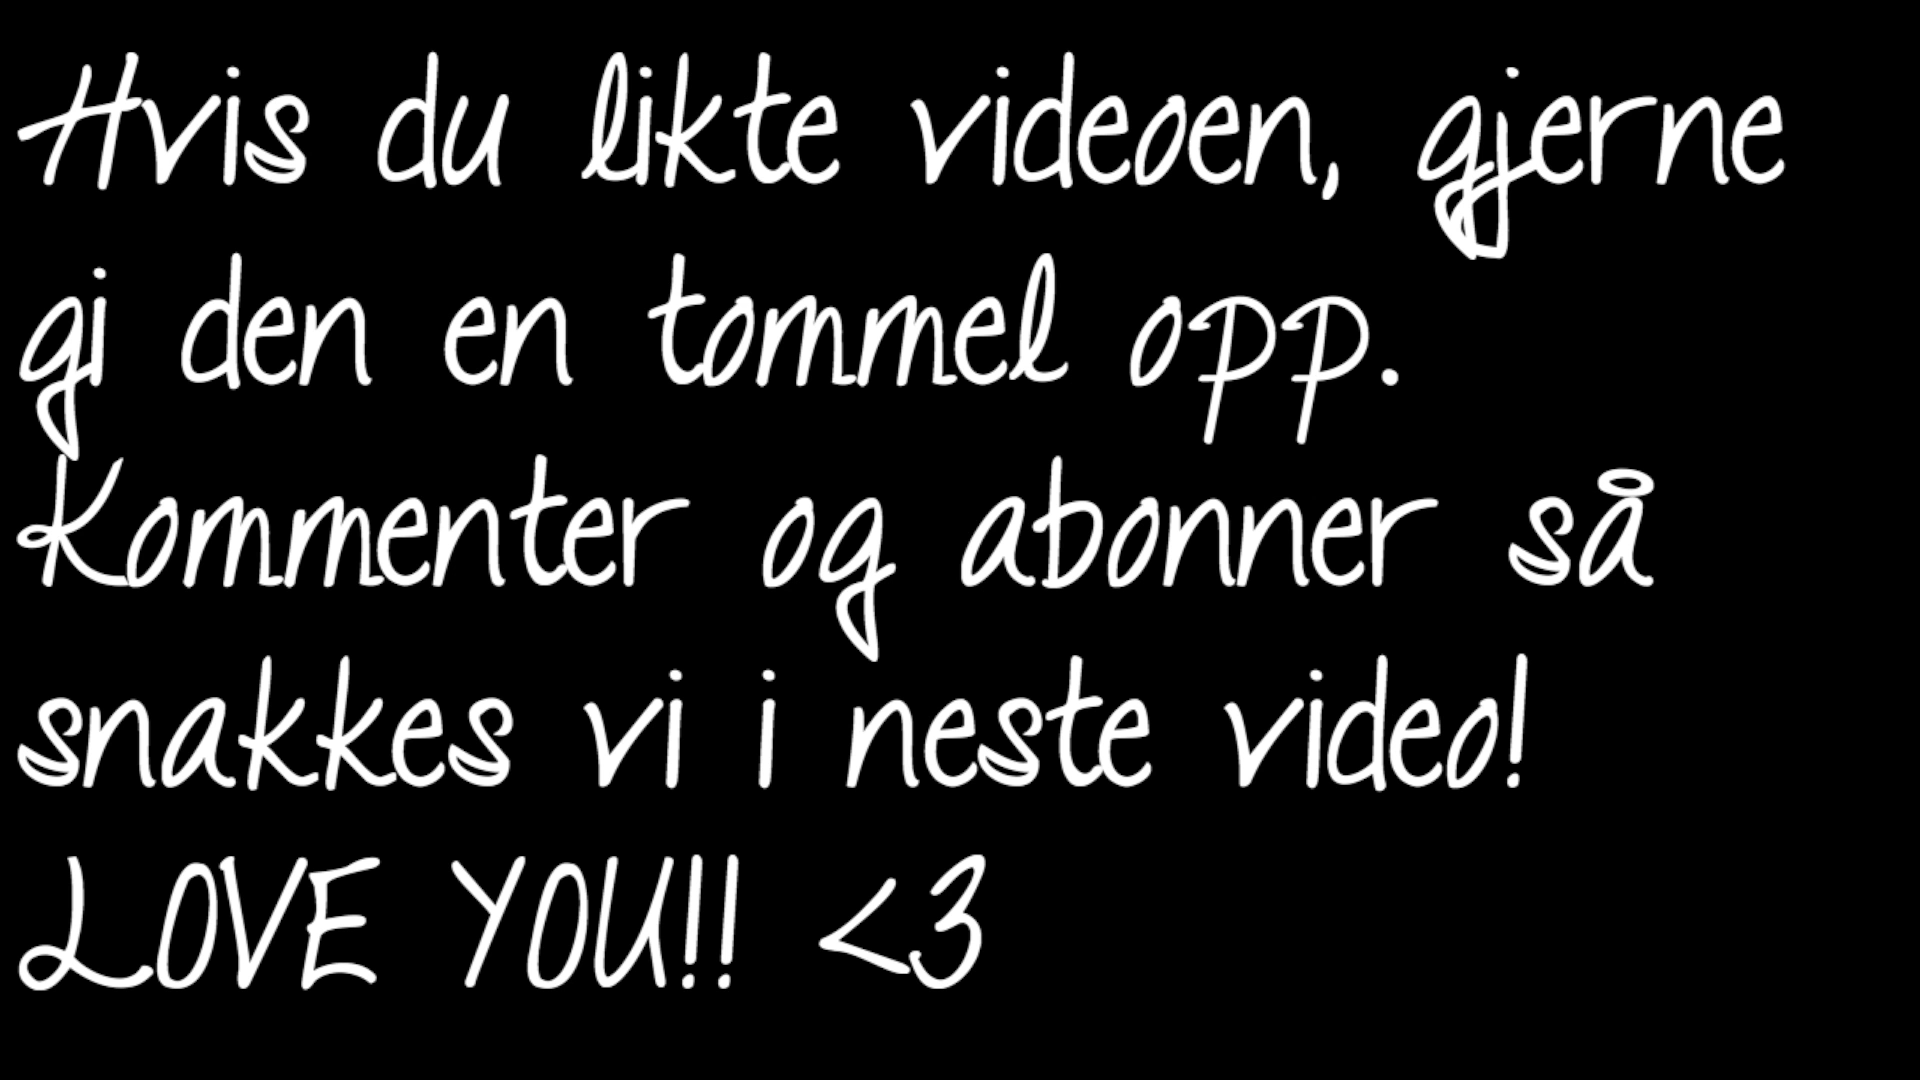 Hvis du likte videoen, gjerne
gi den en tommel opp.
Kommenter og abonner så
snakkes vi i neste video!
LOVE YOU!! <3